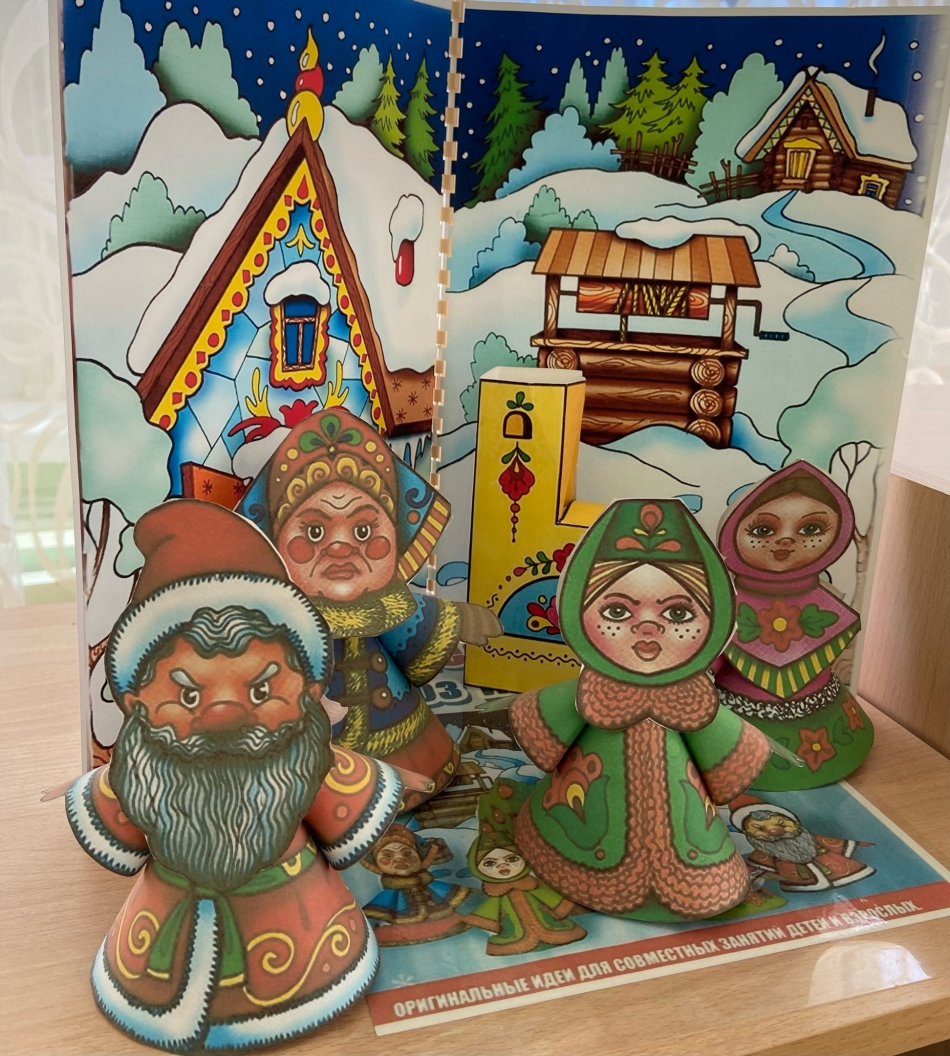 ОРИГИНАЛЬНЫЕ ИДЕИ ДЛЯ СОВМЕСТНЫХ ЗАНЯТИЙ ДЕТЕЙ И ВЗРОСЛЫХ.